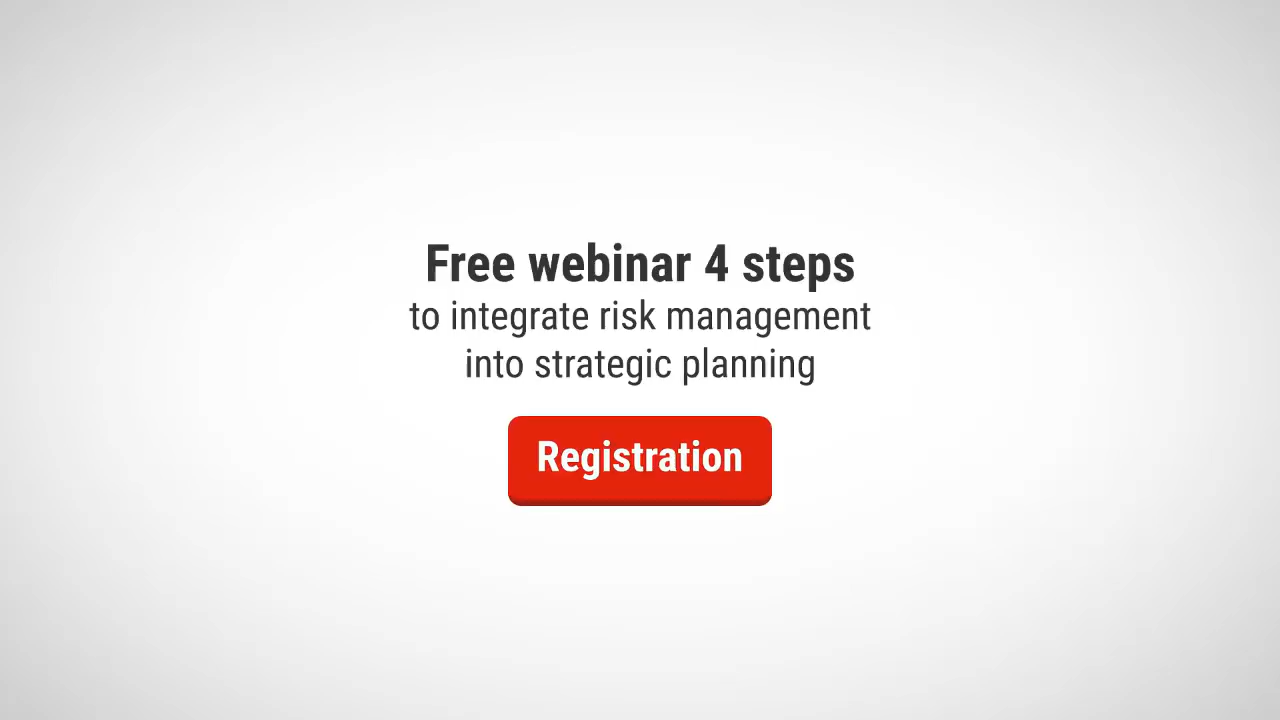 Free webinar 4 steps
to integrate risk management
into strategic planning
Registration